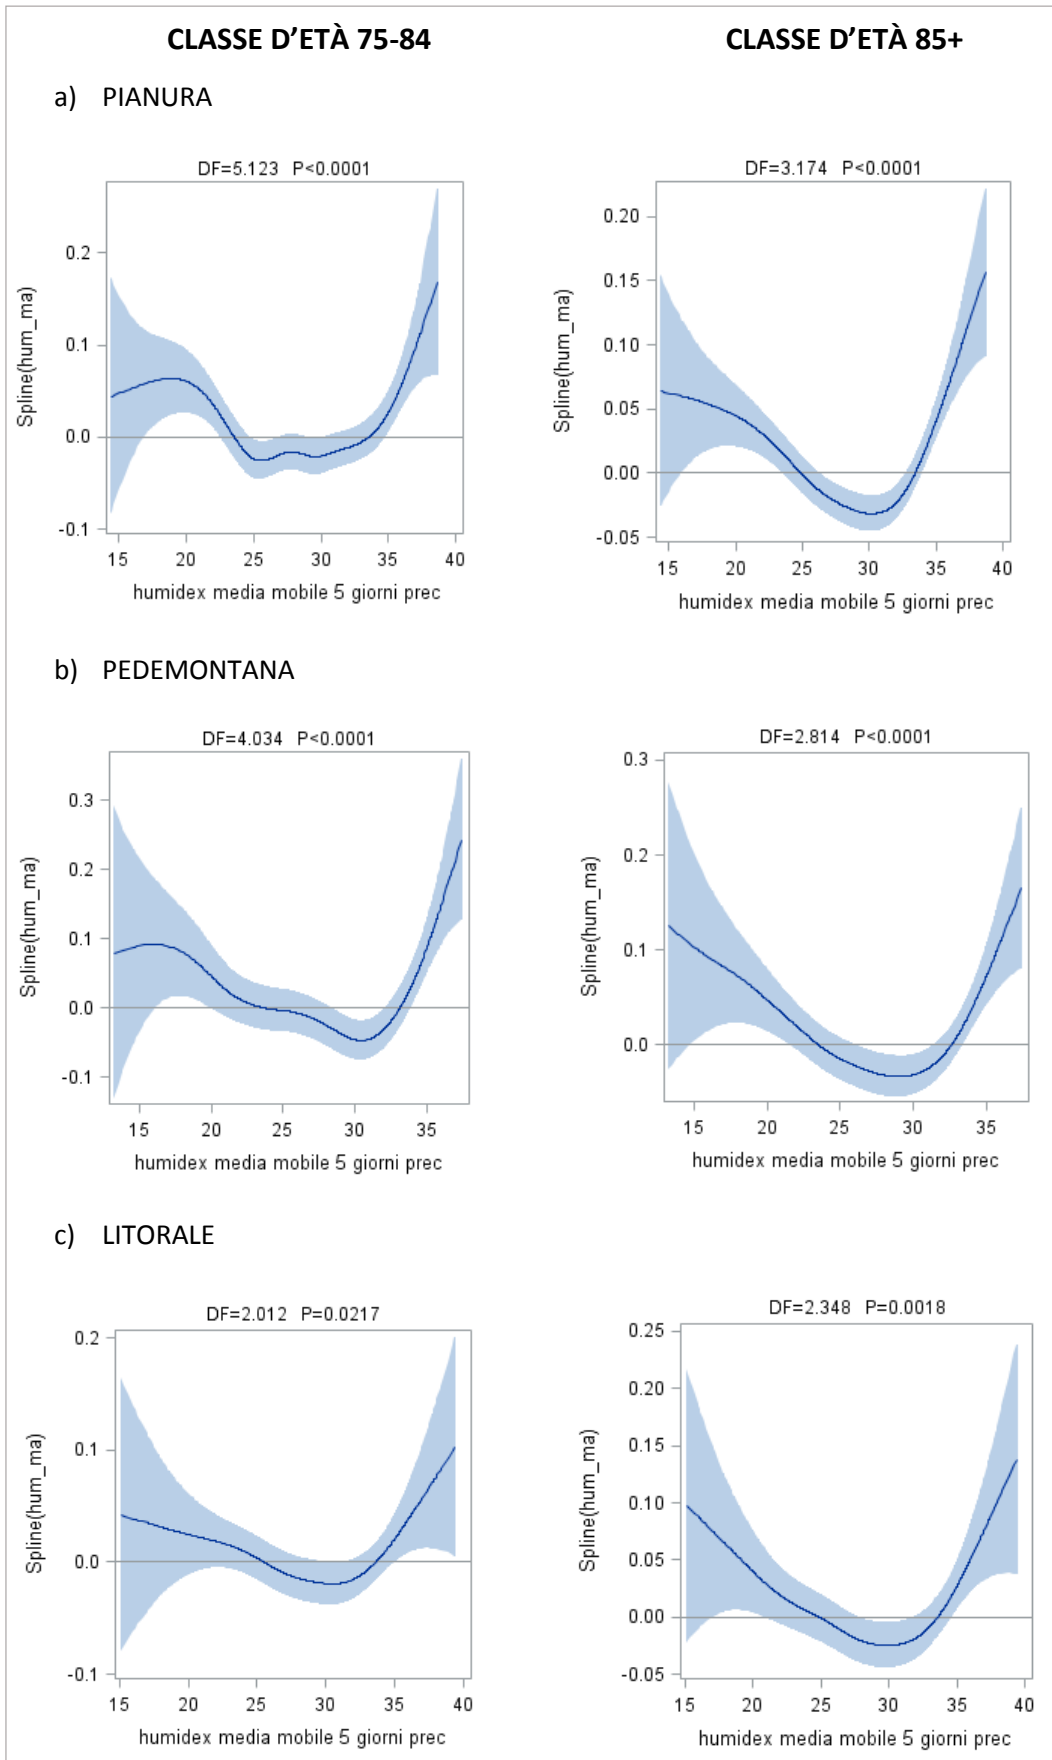 CLASSE D'ETÀ 75-84 CLASSE D'ETÀ 85+
a) PIANURA
DF=5.123 P<0.0001
Spline(hum_ma)
0.2
0.1
0.0
-0.1
15 20 25 30 35 40
humidex media mobile 5 giorni prec
DF=3.174 P<0.0001
Spline(hum_ma)
0.20
0.15
0.10
0.05
0.00
-0.05
15 20 25 30 35 40
humidex media mobile 5 giorni prec
b) PEDEMONTANA
DF=4.034 P<0.0001
Spline(hum_ma)
0.3
0.2
0.1
0.0
-0.1
15 20 25 30 35
humidex media mobile 5 giorni prec
DF=2.814 P<0.0001
Spline(hum_ma)
0.3
0.2
0.1
0.0
15 20 25 30 35
humidex media mobile 5 giorni prec
c) LITORALE
DF=2.012 P=0.0217
Spline(hum_ma)
0.2
0.1
0.0
-0.1
15 20 25 30 35 40
humidex media mobile 5 giorni prec
DF=2.348 P=0.0018
Spline(hum_ma)
0.25
0.20
0.15
0.10
0.05
0.00
-0.05
15 20 25 30 35 40
humidex media mobile 5 giorni prec